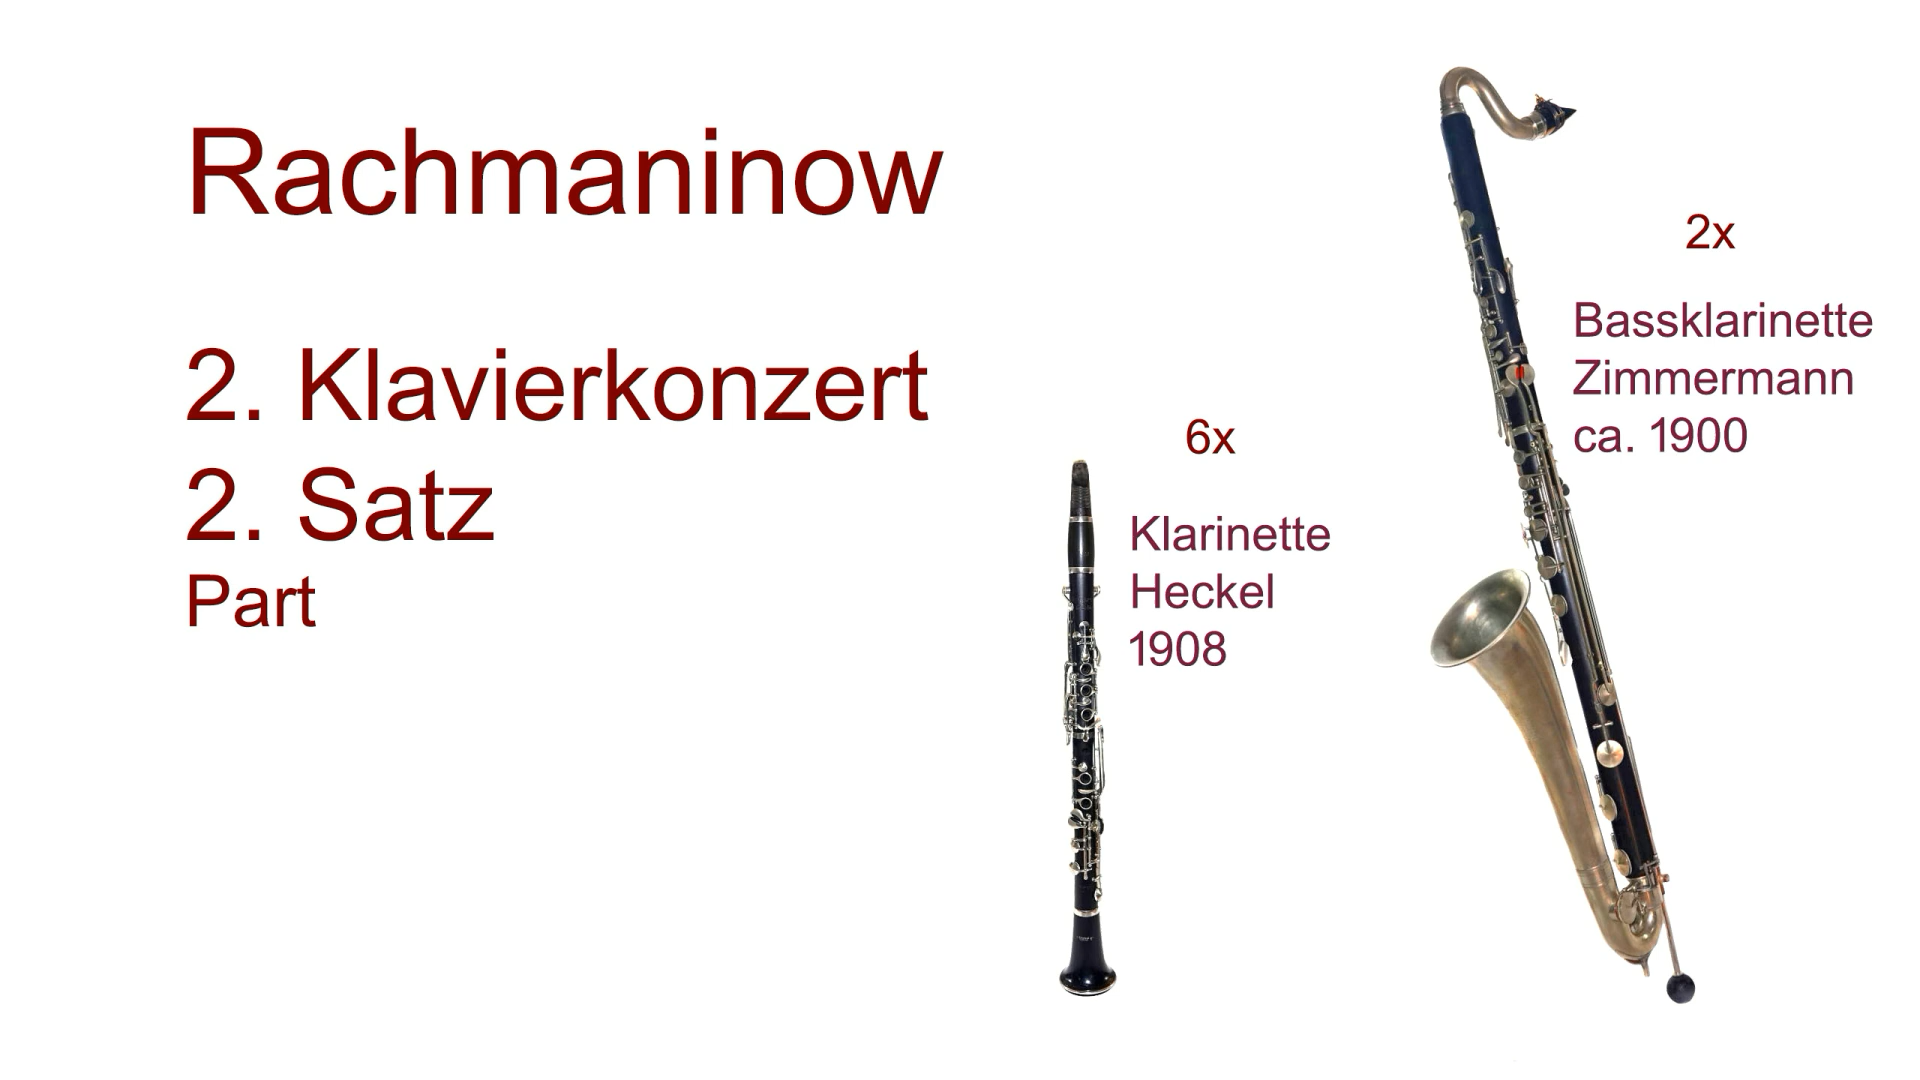 Rachmaninow
2. Klavierkonzert
2. Satz
Part
6x
Klarinette
Heckel
1908
2x
Bassklarinette
Zimmermann
ca. 1900